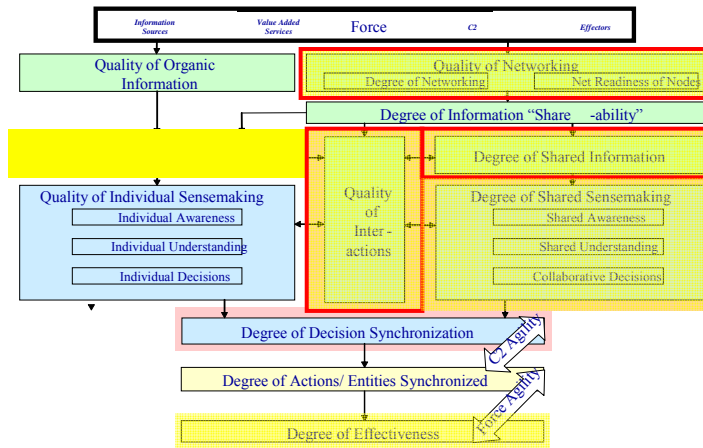 Information
Sources
Value Added
Services
Force
C2
Effectors
Quality of Organic
Information
Quality of Networking
Degree of Networking
Net Readiness of Nodes
Degree of Information “Share -ability”
Degree of Shared Information
Quality of Individual Sensemaking
Individual Awareness
Individual Understanding
Individual Decisions
Quality
of
Inter -
actions
Degree of Shared Sensemaking
Shared Awareness
Shared Understanding
Collaborative Decisions
Degree of Decision Synchronization
C2 Agility
Degree of Actions/ Entities Synchronized
Force Agility
Degree of Effectiveness